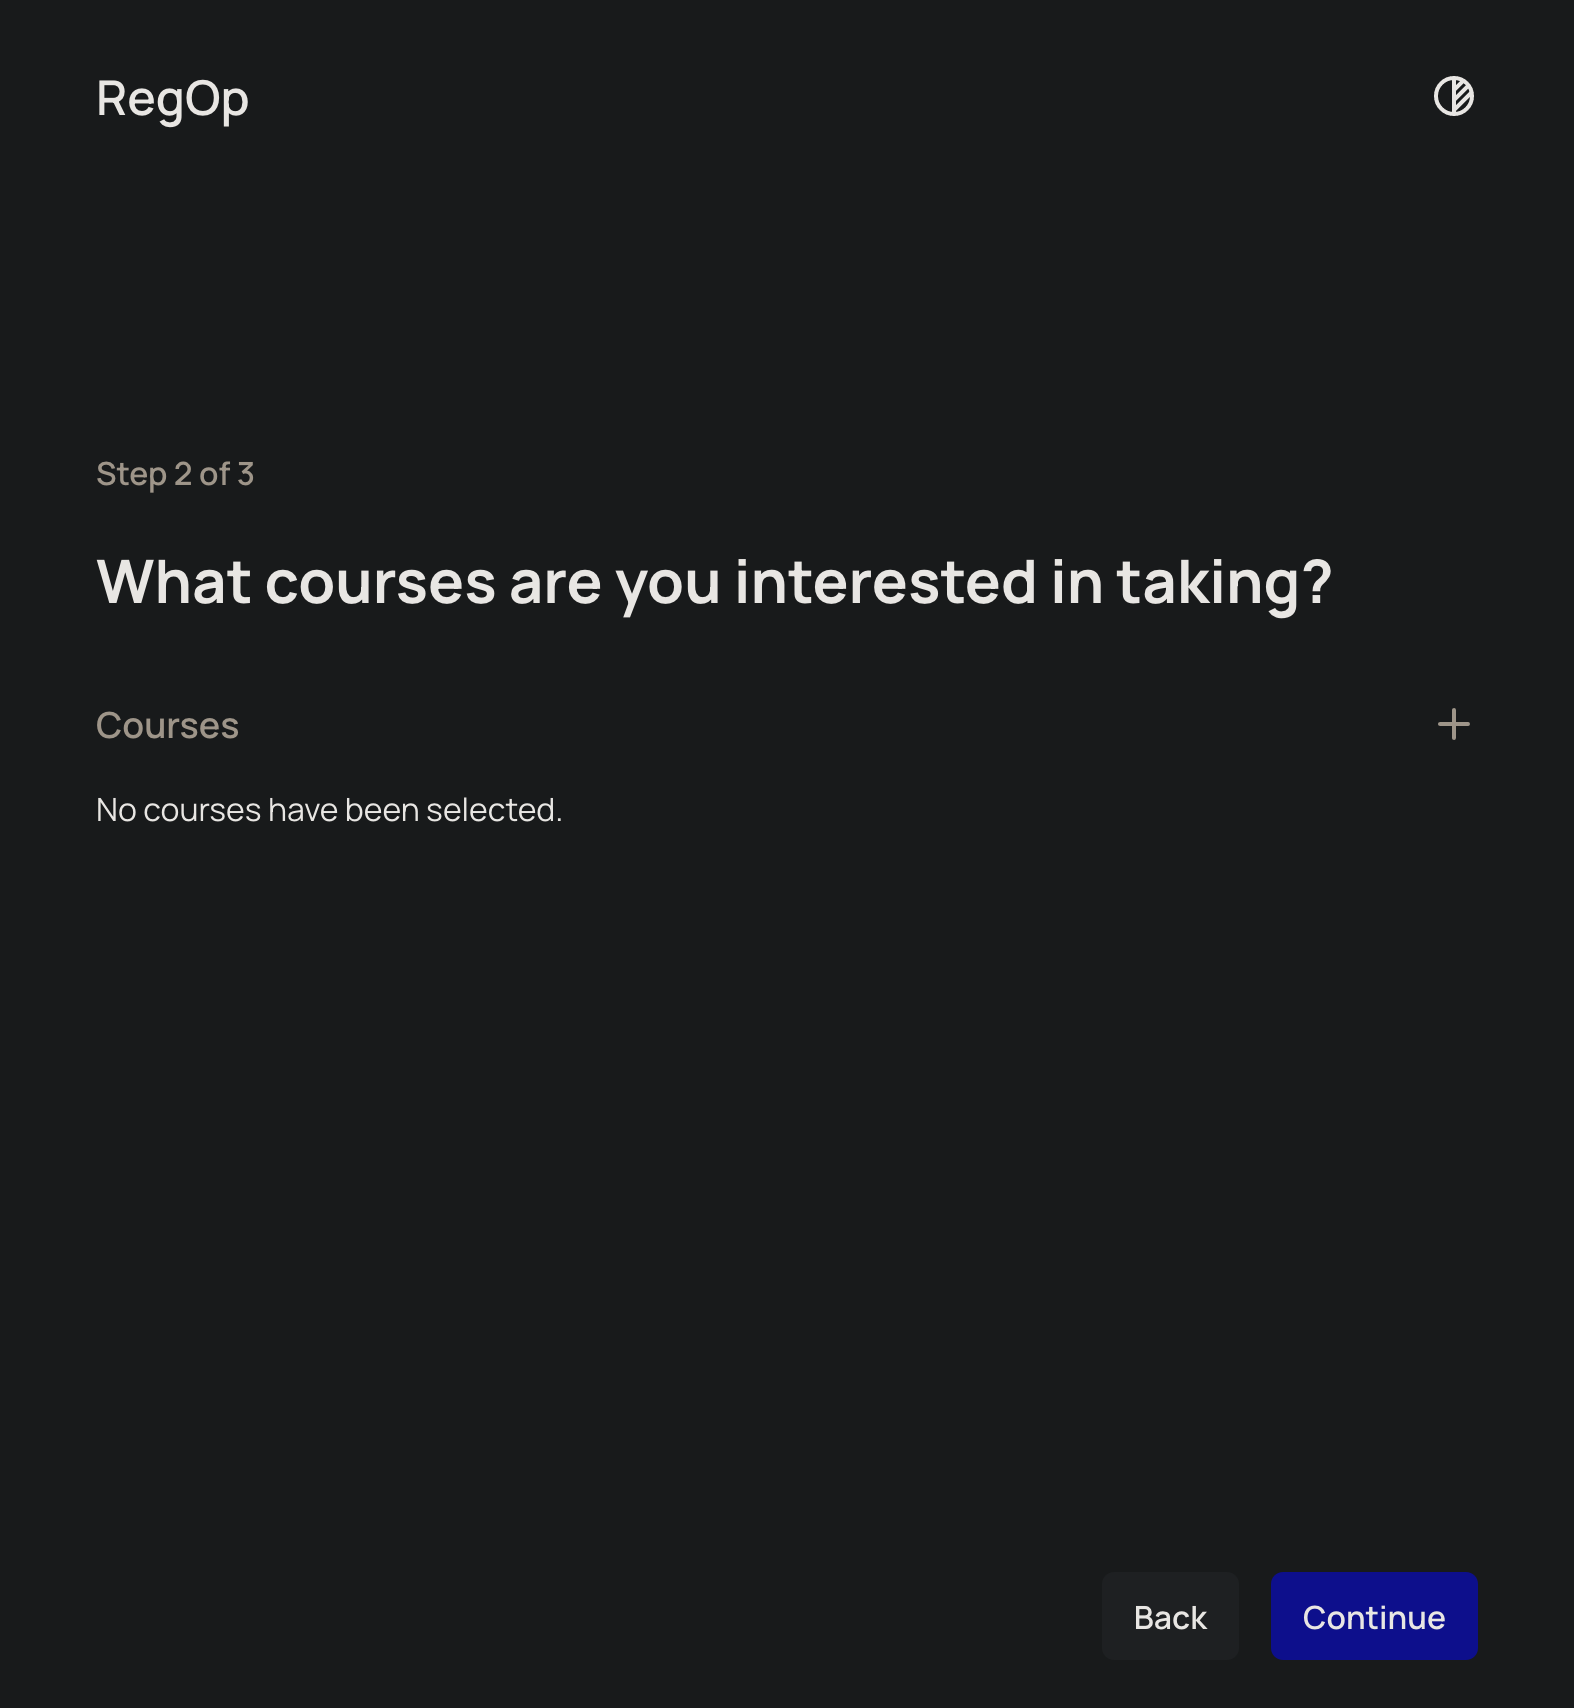 RegOp
Step 2 of 3
What courses are you interested in taking?
Courses
No courses have been selected.
Back
Continue